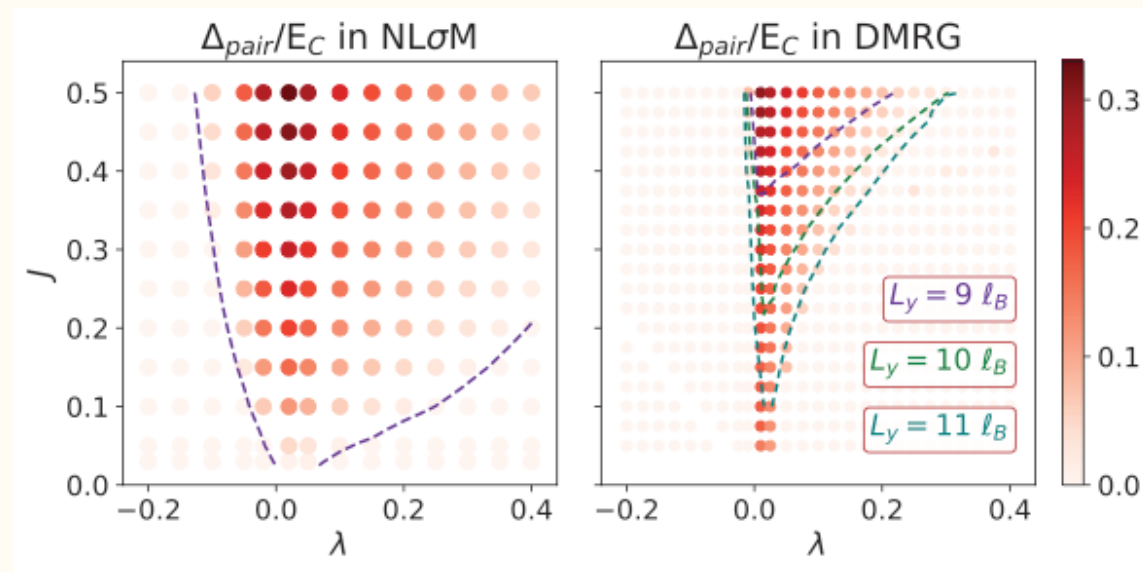 Δpair/EC in NLσM
Δpair/EC in DMRG
J
0.5
0.4
0.3
0.2
0.1
0.0
−0.2
0.0
0.2
0.4
λ
Ly = 9 ℓB
Ly = 10 ℓB
Ly = 11 ℓB
−0.2
0.0
0.2
0.4
λ
0.3
0.2
0.1
0.0